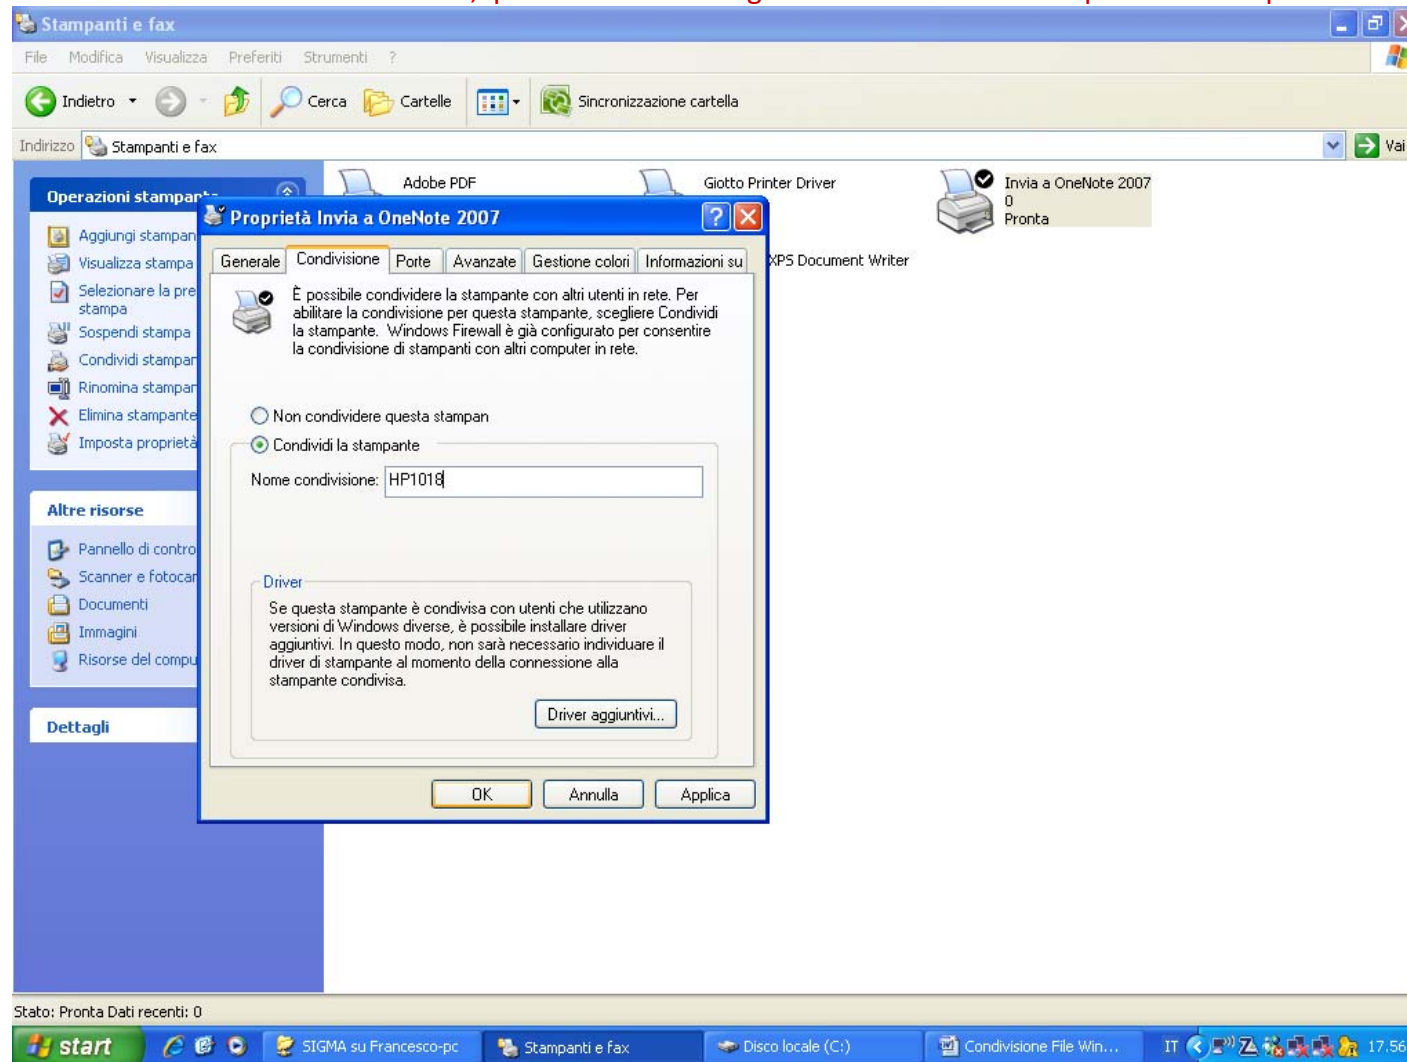 Stampanti e fax
File Modifica Visualizza Preferiti Strumenti ?
Indietro Cerca Cartelle Sincronizzazione cartella
Indirizzo Stampanti e fax Vai
Adobe PDF Giotto Printer Driver Invia a OneNote 2007
0
Pronta
XPS Document Writer
Operazioni stampante
Aggiungi stampan
Visualizza stampa
Selezionare la pre
stampa
Sospendi stampa
Condividi stampan
Rinomina stampan
Elimina stampante
Imposta proprietà
Altre risorse
Pannello di contro
Scanner e fotocar
Documenti
Immagini
Risorse del compu
Dettagli
Proprietà Invia a OneNote 2007
Generale Condivisione Porte Avanzate Gestione colori Informazioni su
È possibile condividere la stampante con altri utenti in rete. Per
abilitare la condivisione per questa stampante, scegliere Condividi
la stampante. Windows Firewall è già configurato per consentire
la condivisione di stampanti con altri computer in rete.
Non condividere questa stampan
Condividi la stampante
Nome condivisione: HP1018
Driver
Se questa stampante è condivisa con utenti che utilizzano
versioni di Windows diverse, è possibile installare driver
aggiuntivi. In questo modo, non sarà necessario individuare il
driver di stampante al momento della connessione alla
stampante condivisa.
Driver aggiuntivi...
OK Annulla Applica
Stato: Pronta Dati recenti: 0
start SIGMA su Francesco-pc Stampanti e fax Disco locale (C:) Condivisione File Win... IT 17.56